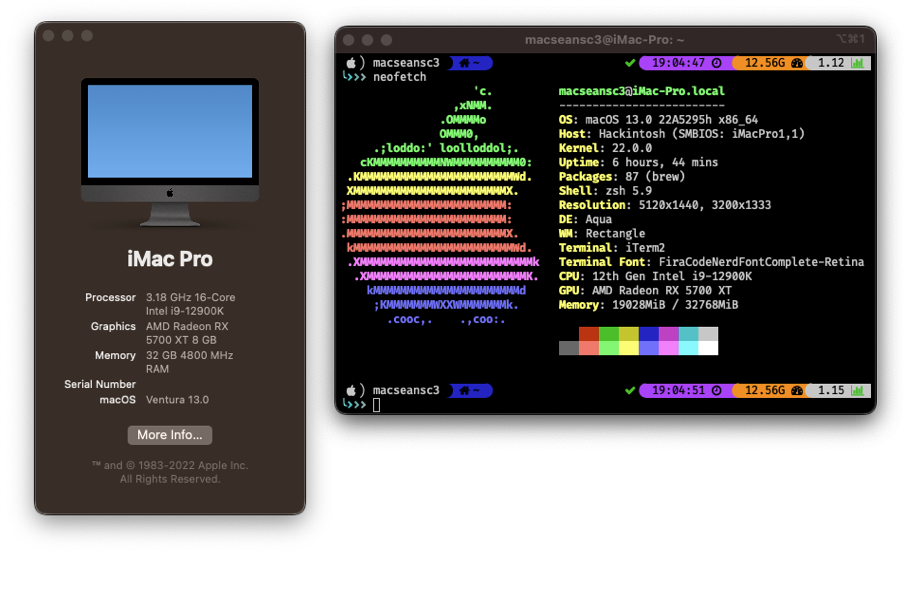 iMac Pro
Processor 3.18 GHz 16-Core
Intel i9-12900K
Graphics AMD Radeon RX
5700 XT 8 GB
Memory 32 GB 4800 MHz
RAM
Serial Number
macOS Ventura 13.0
More Info...
™ and © 1983-2022 Apple Inc.
All Rights Reserved.
macseansc3@iMac-Pro: ~
⌥⌘1
) macseansc3 ~ ✔ 19:04:47 12.56G 1.12
╰›>> neofetch
'c.
,xNMM.
.OMMMMo
OMMM0,
.;loddo:' loolloddol;.
cKMMMMMMMMMMNWMMMMMMMMMM0:
.KMMMMMMMMMMMMMMMMMMMMMMMWd.
XMMMMMMMMMMMMMMMMMMMMMMMX.
;MMMMMMMMMMMMMMMMMMMMMMMM:
:MMMMMMMMMMMMMMMMMMMMMMMM:
.MMMMMMMMMMMMMMMMMMMMMMMMX.
kMMMMMMMMMMMMMMMMMMMMMMMMWd.
.XMMMMMMMMMMMMMMMMMMMMMMMMMMk
.XMMMMMMMMMMMMMMMMMMMMMMMMK.
kMMMMMMMMMMMMMMMMMMMMMMd
;KMMMMMMMWXXWMMMMMMMk.
.cooc,. .,coo:.
macseansc3@iMac-Pro.local
-------------------------
OS: macOS 13.0 22A5295h x86_64
Host: Hackintosh (SMBIOS: iMacPro1,1)
Kernel: 22.0.0
Uptime: 6 hours, 44 mins
Packages: 87 (brew)
Shell: zsh 5.9
Resolution: 5120x1440, 3200x1333
DE: Aqua
WM: Rectangle
Terminal: iTerm2
Terminal Font: FiraCodeNerdFontComplete-Retina
CPU: 12th Gen Intel i9-12900K
GPU: AMD Radeon RX 5700 XT
Memory: 19028MiB / 32768MiB
) macseansc3 ~ ✔ 19:04:51 12.56G 1.15
╰›>>